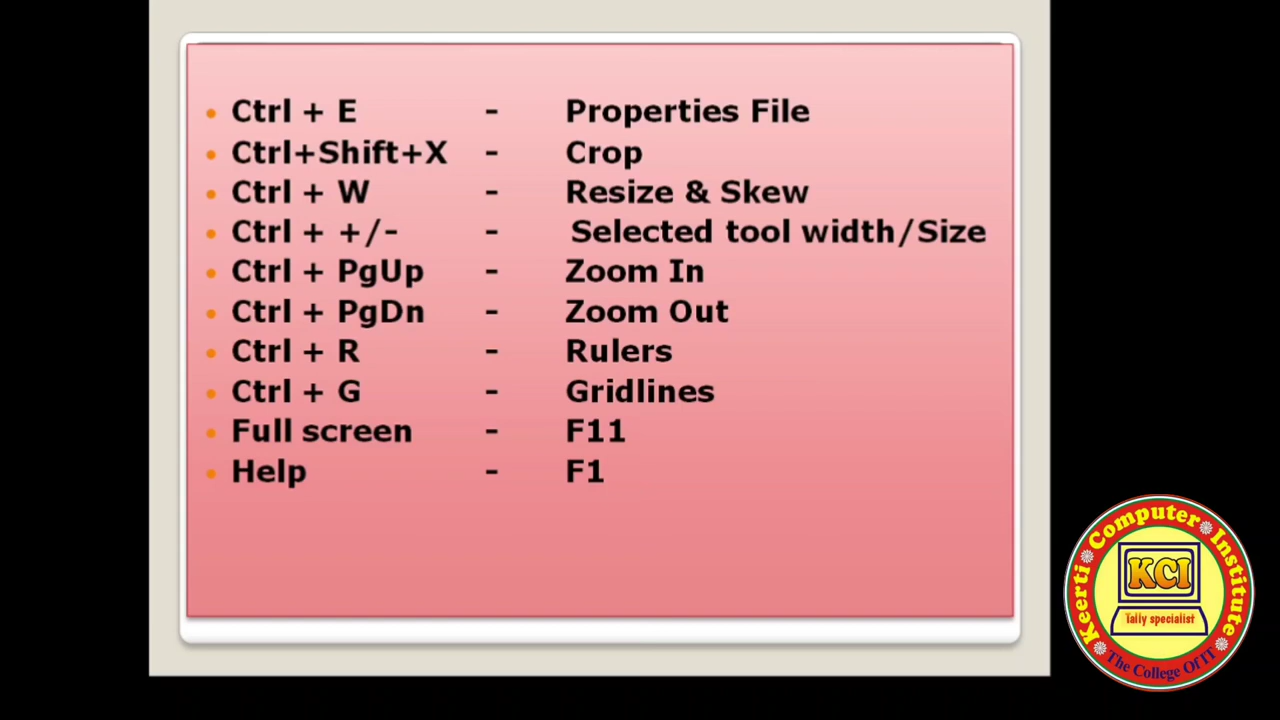 Ctrl + E - Properties File
Ctrl+Shift+X - Crop
Ctrl + W - Resize & Skew
Ctrl + +/- - Selected tool width/Size
Ctrl + PgUp - Zoom In
Ctrl + PgDn - Zoom Out
Ctrl + R - Rulers
Ctrl + G - Gridlines
Full screen - F11
Help - F1
Keerti Computer Institute
KCI
Tally specialist
The College Of IT